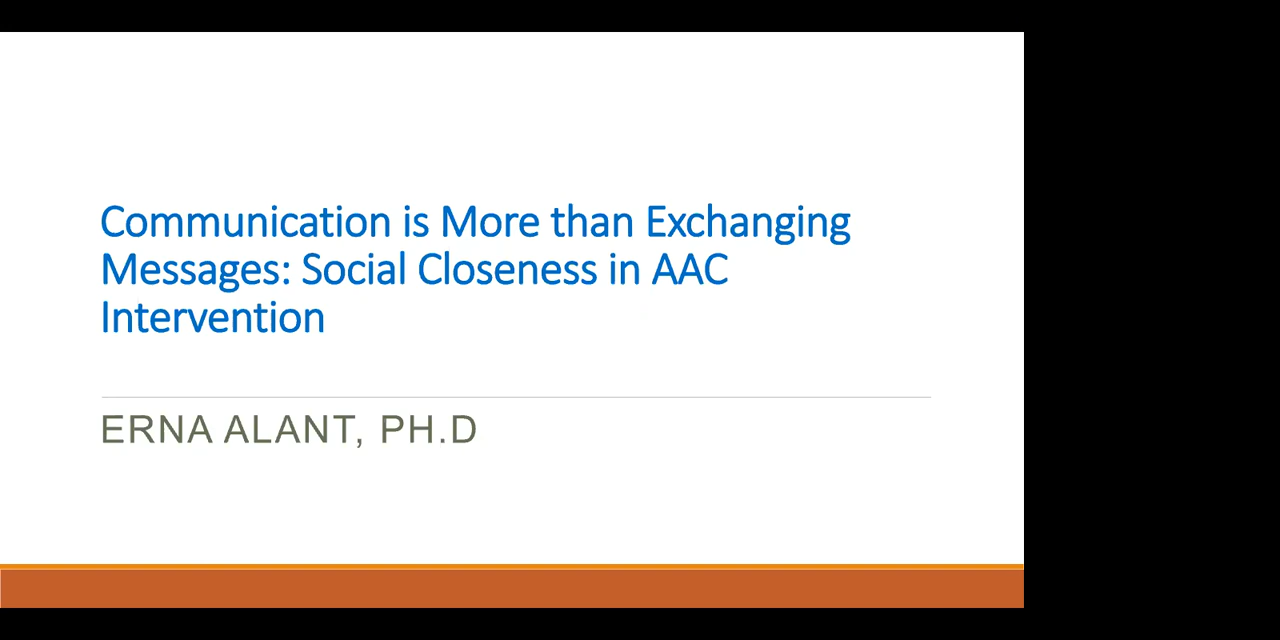 Communication is More than Exchanging
Messages: Social Closeness in AAC
Intervention
ERNA ALANT, PH.D